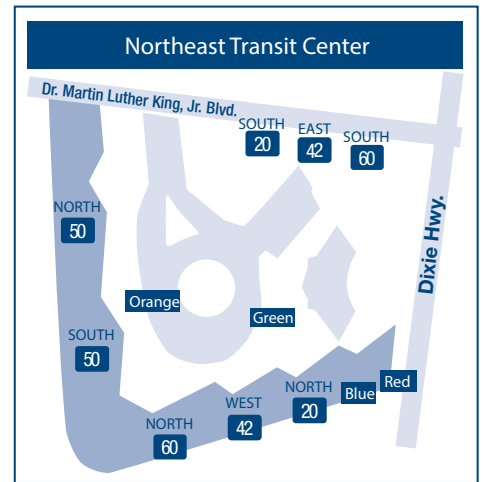 Northeast Transit Center
Dr. Martin Luther King, Jr. Blvd.
SOUTH
20
EAST
42
SOUTH
60
Dixie Hwy.
NORTH
50
Orange
Green
SOUTH
50
NORTH
60
WEST
42
NORTH
20
Blue
Red